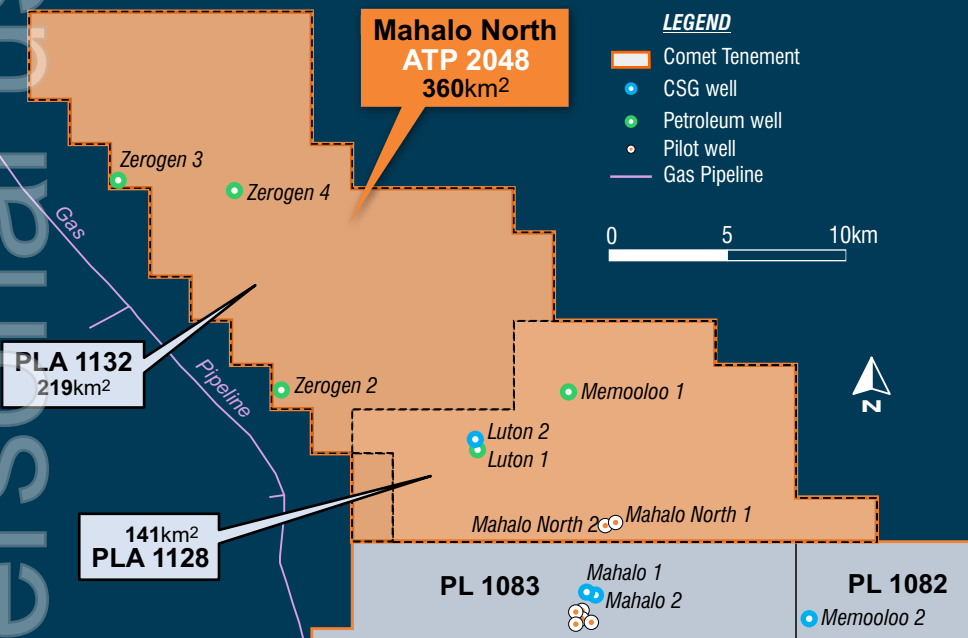 Mahalo North
ATP 2048
360km2
LEGEND
Comet Tenement
CSG well
Petroleum well
Pilot well
Gas Pipeline
0 5 10km
Zerogen 3
Zerogen 4
Gas
Pipeline
PLA 1132
219km2
Zerogen 2
Memooloo 1
N
Luton 2
Luton 1
Mahalo North 2
Mahalo North 1
141km2
PLA 1128
PL 1083
Mahalo 1
Mahalo 2
PL 1082
Memooloo 2
ersonal us